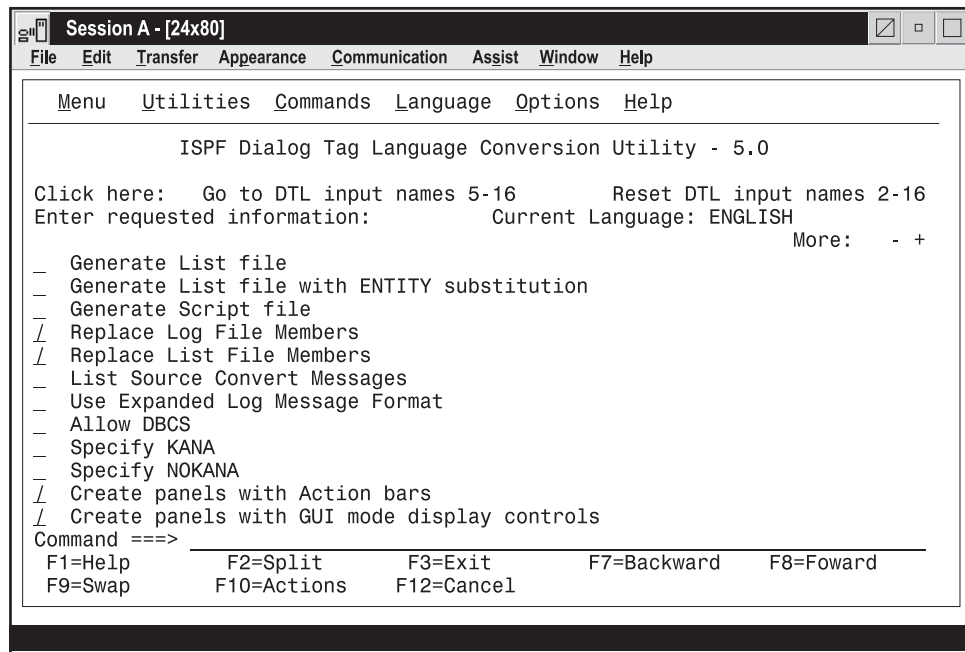 Session A - [24x80]
File Edit Transfer Appearance Communication Assist Window Help
Menu Utilities Commands Language Options Help
ISPF Dialog Tag Language Conversion Utility - 5.0
Click here: Go to DTL input names 5-16 Reset DTL input names 2-16
Enter requested information: Current Language: ENGLISH
More: - +
_ Generate List file
_ Generate List file with ENTITY substitution
_ Generate Script file
/ Replace Log File Members
/ Replace List File Members
_ List Source Convert Messages
_ Use Expanded Log Message Format
_ Allow DBCS
_ Specify KANA
_ Specify NOKANA
/ Create panels with Action bars
/ Create panels with GUI mode display controls
Command ===>
F1=Help F2=Split F3=Exit F7=Backward F8=Foward
F9=Swap F10=Actions F12=Cancel